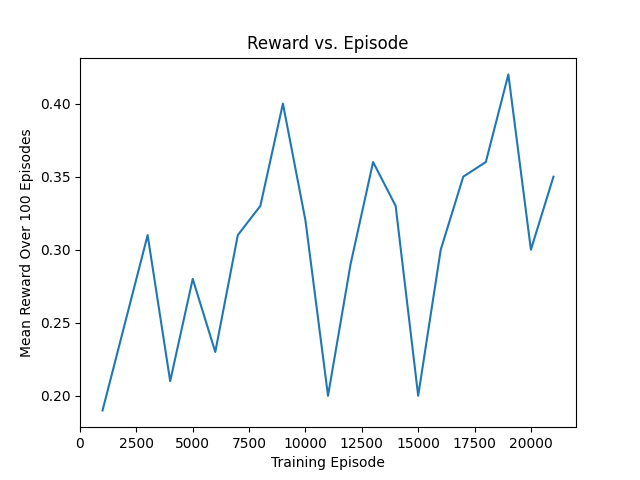 Reward vs. Episode
Mean Reward Over 100 Episodes
0.40
0.35
0.30
0.25
0.20
0 2500 5000 7500 10000 12500 15000 17500 20000
Training Episode